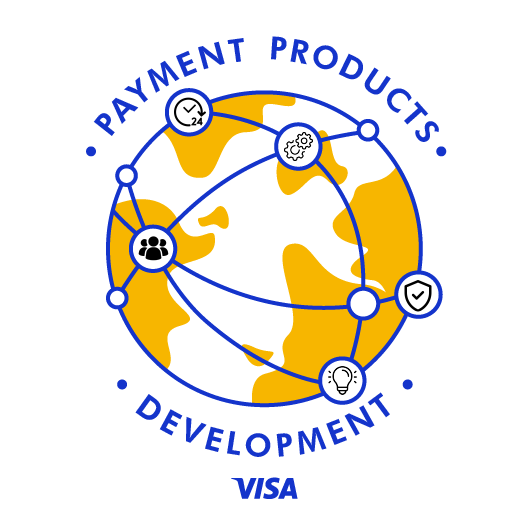 PAYMENT PRODUCTS
24
DEVELOPMENT
VISA